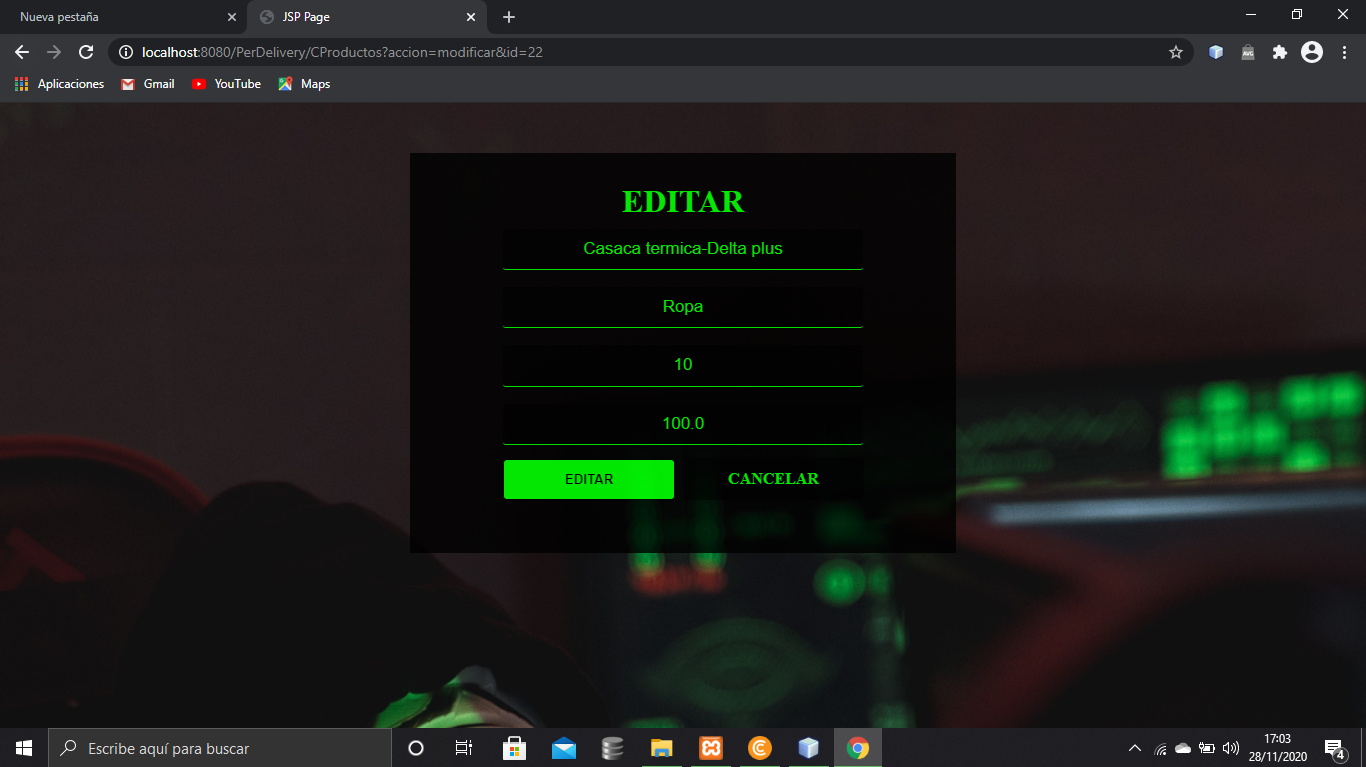 Nueva pestaña
JSP Page
localhost:8080/PerDelivery/CProductos?accion=modificar&id=22
AVG
Aplicaciones
Gmail
YouTube
Maps
EDITAR
Casaca termica-Delta plus
Ropa
10
100.0
EDITAR
CANCELAR
Escribe aquí para buscar
17:03
28/11/2020
4